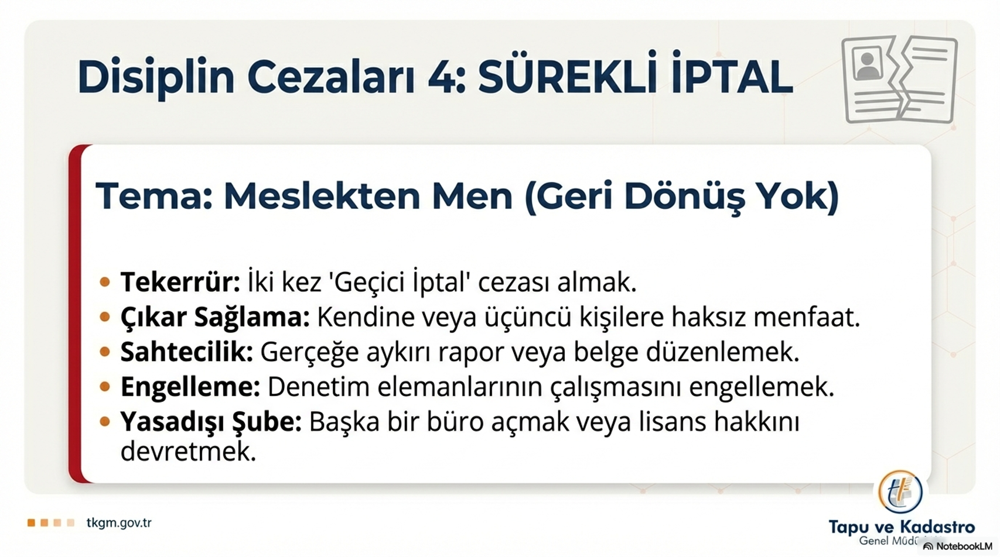 Disiplin Cezaları 4: SÜREKLİ İPTAL
Tema: Meslekten Men (Geri Dönüş Yok)
• Tekerrür: İki kez 'Geçici İptal' cezası almak.
• Çıkar Sağlama: Kendine veya üçüncü kişilere haksız menfaat.
• Sahtecilik: Gerçeğe aykırı rapor veya belge düzenlemek.
• Engelleme: Denetim elemanlarının çalışmasını engellemek.
• Yasadışı Şube: Başka bir büro açmak veya lisans hakkını
devretmek.
tkgm.gov.tr
Tapu ve Kadastro
Genel
NotebookLM